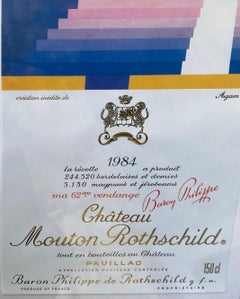 création inédite de Agam
1984
la récolte a produit
244.520 bordelaises et demies
5.150 magnums et jéroboams
ma 62ème vendange Baron Philippe
Château
Mouton Rothschild
tout en bouteilles au Château
PAUILLAC
APPELLATION PAUILLAC CONTRÔLÉE
150 cl
Baron Philippe de Rothschild g.f.a.
PRODUCE OF FRANCE PROPRIÉTAIRE